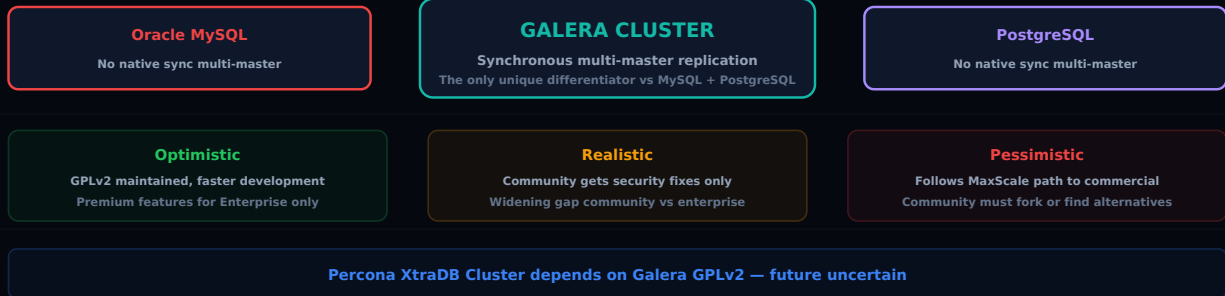 Oracle MySQL
No native sync multi-master
GALERA CLUSTER
Synchronous multi-master replication
The only unique differentiator vs MySQL + PostgreSQL
PostgreSQL
No native sync multi-master
Optimistic
GPLv2 maintained, faster development
Premium features for Enterprise only
Realistic
Community gets security fixes only
Widening gap community vs enterprise
Pessimistic
Follows MaxScale path to commercial
Community must fork or find alternatives
Percona XtraDB Cluster depends on Galera GPLv2 — future uncertain